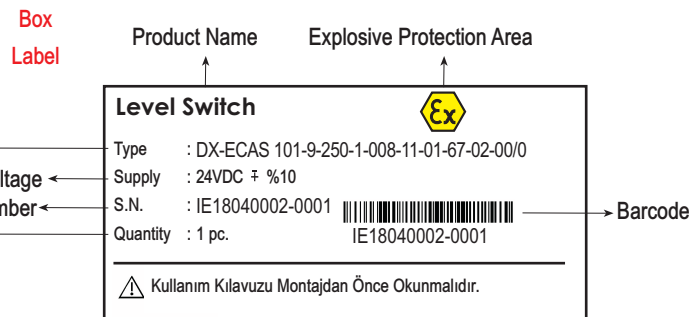 Box
Label
Product Name
Explosive Protection Area
Level Switch
Ex
Type : DX-ECAS 101-9-250-1-008-11-01-67-02-00/0
Supply : 24VDC ∓ %10
S.N. : IE18040002-0001
Quantity : 1 pc.
IE18040002-0001
Barcode
Kullanım Kılavuzu Montajdan Önce Okunmalıdır.